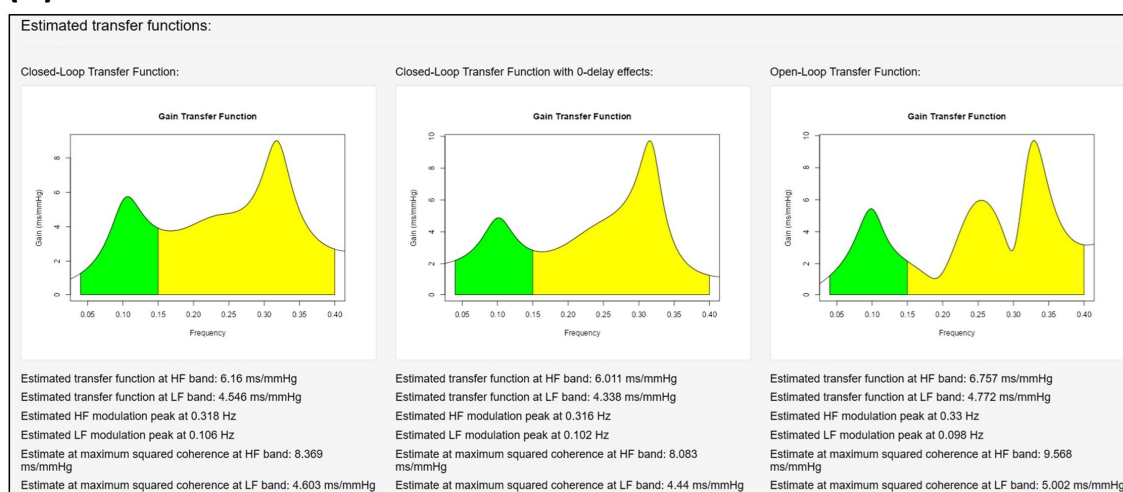 Estimated transfer functions:
Closed-Loop Transfer Function:
Gain Transfer Function
Gain (ms/mmHg)
0
2
4
6
8
0.05 0.10 0.15 0.20 0.25 0.30 0.35 0.40
Frequency
Estimated transfer function at HF band: 6.16 ms/mmHg
Estimated transfer function at LF band: 4.546 ms/mmHg
Estimated HF modulation peak at 0.318 Hz
Estimated LF modulation peak at 0.106 Hz
Estimate at maximum squared coherence at HF band: 8.369
ms/mmHg
Estimate at maximum squared coherence at LF band: 4.603 ms/mmHg
Closed-Loop Transfer Function with 0-delay effects:
Gain Transfer Function
Gain (ms/mmHg)
0
2
4
6
8
10
0.05 0.10 0.15 0.20 0.25 0.30 0.35 0.40
Frequency
Estimated transfer function at HF band: 6.011 ms/mmHg
Estimated transfer function at LF band: 4.338 ms/mmHg
Estimated HF modulation peak at 0.316 Hz
Estimated LF modulation peak at 0.102 Hz
Estimate at maximum squared coherence at HF band: 8.083
ms/mmHg
Estimate at maximum squared coherence at LF band: 4.44 ms/mmHg
Open-Loop Transfer Function:
Gain Transfer Function
Gain (ms/mmHg)
0
2
4
6
8
10
0.05 0.10 0.15 0.20 0.25 0.30 0.35 0.40
Frequency
Estimated transfer function at HF band: 6.757 ms/mmHg
Estimated transfer function at LF band: 4.772 ms/mmHg
Estimated HF modulation peak at 0.33 Hz
Estimated LF modulation peak at 0.098 Hz
Estimate at maximum squared coherence at HF band: 9.568
ms/mmHg
Estimate at maximum squared coherence at LF band: 5.002 ms/mmHg